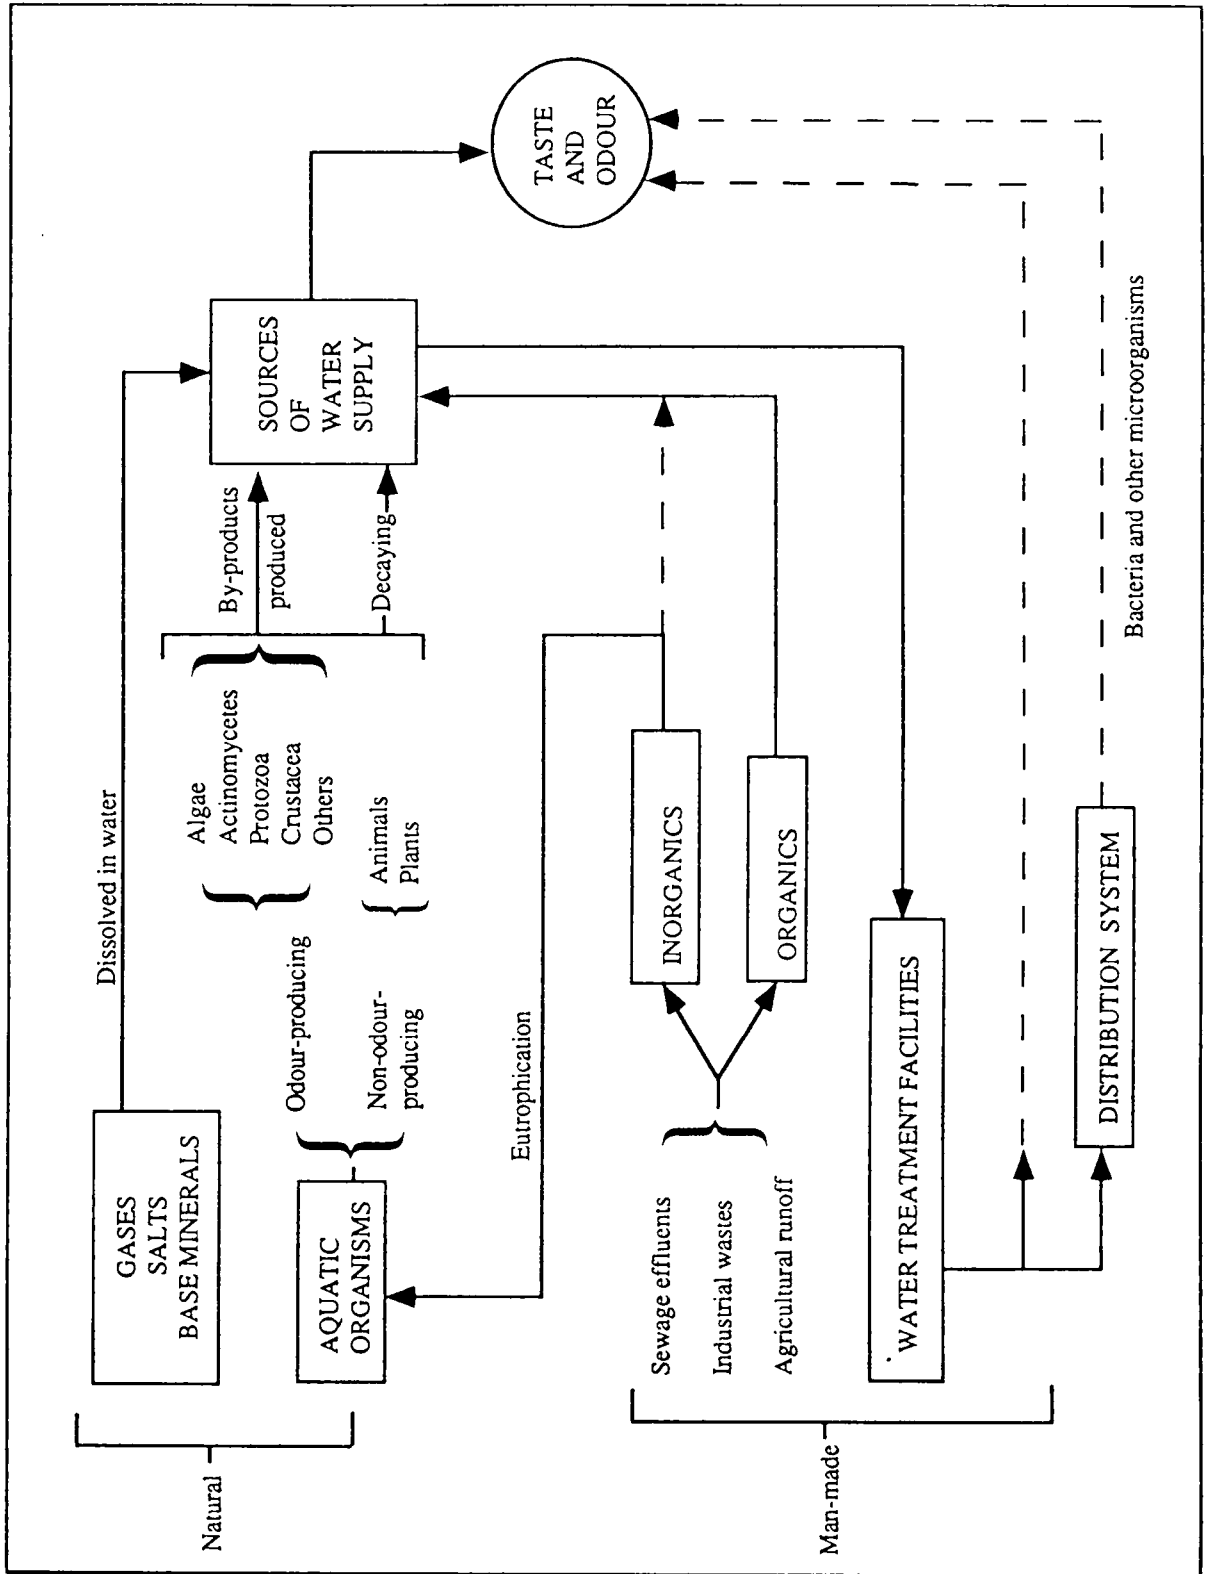 Natural
GASES
SALTS
BASE MINERALS
Dissolved in water
AQUATIC
ORGANISMS
Odour-producing
Non-odour-
producing
Algae
Actinomycetes
Protozoa
Crustacea
Others
Animals
Plants
By-products
produced
Decaying
SOURCES
OF
WATER
SUPPLY
TASTE
AND
ODOUR
Eutrophication
Man-made
Sewage effluents
Industrial wastes
Agricultural runoff
INORGANICS
ORGANICS
WATER TREATMENT FACILITIES
DISTRIBUTION SYSTEM
Bacteria and other microorganisms